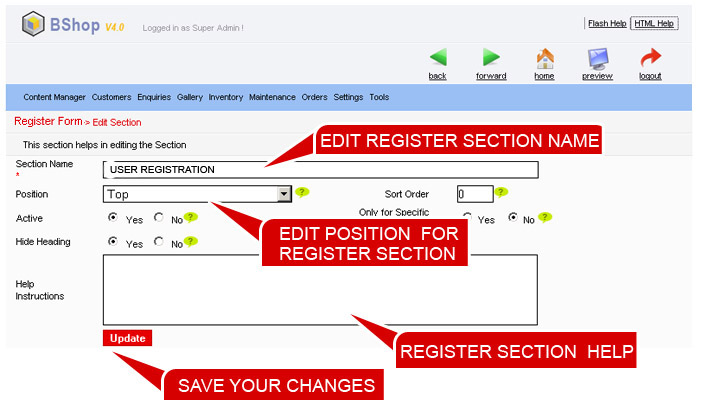 BShop V4.0 Logged in as Super Admin ! Flash Help HTML Help
back forward home preview logout
Content Manager Customers Enquiries Gallery Inventory Maintenance Orders Settings Tools
Register Form > Edit Section
This section helps in editing the Section
EDIT REGISTER SECTION NAME
Section Name
*
USER REGISTRATION
Position Top ? Sort Order 0 ?
Active Yes No ? Only for Specific Yes No ?
EDIT POSITION FOR
REGISTER SECTION
Hide Heading Yes No ?
Help
Instructions
REGISTER SECTION HELP
Update
SAVE YOUR CHANGES